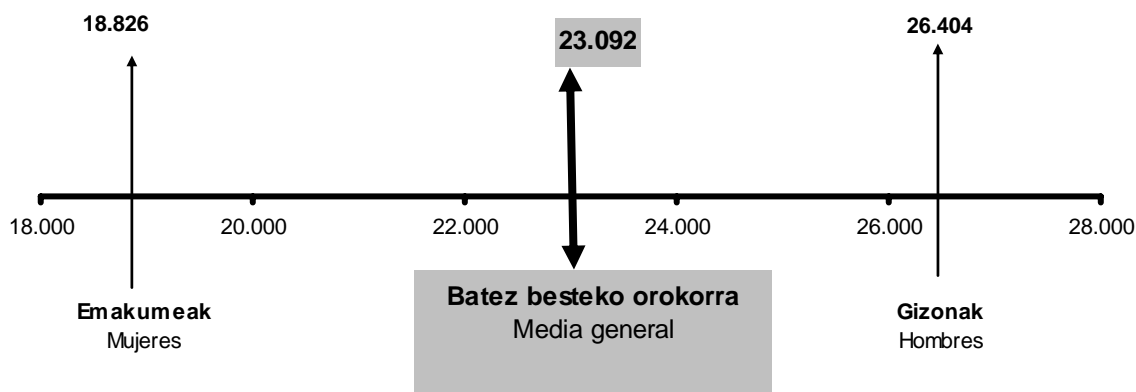 18.826
23.092
26.404
18.000 20.000 22.000 24.000 26.000 28.000
Emakumeak
Mujeres
Batez besteko orokorra
Media general
Gizonak
Hombres